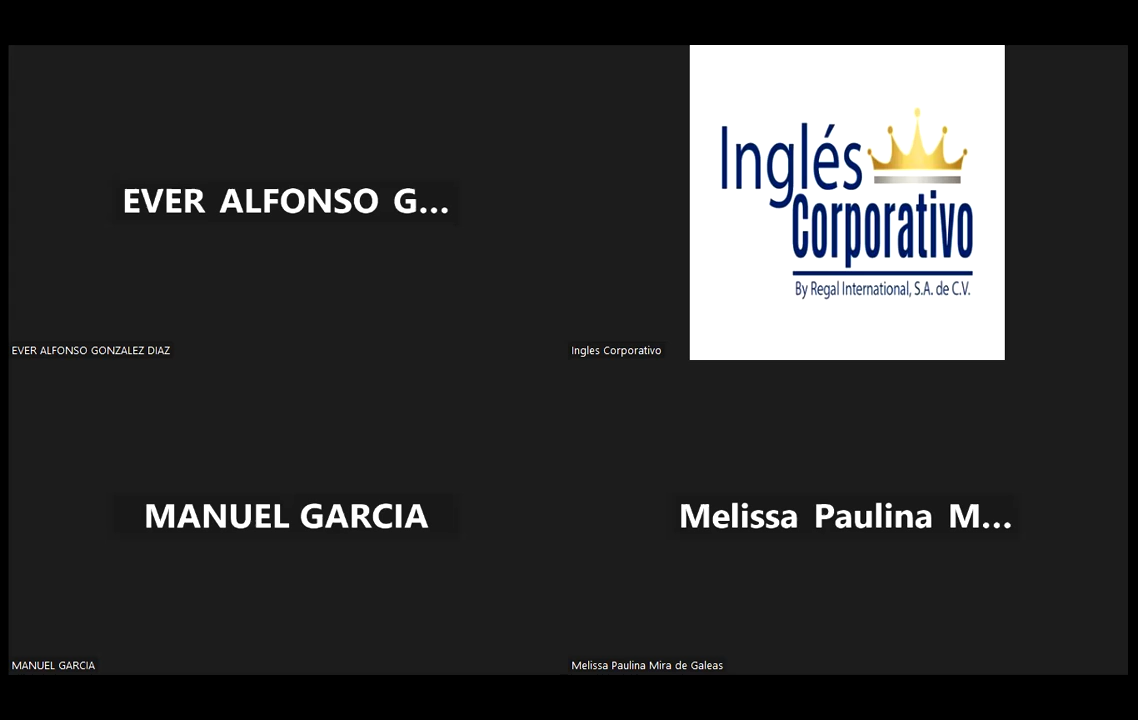 EVER ALFONSO G...
EVER ALFONSO GONZALEZ DIAZ
Inglés
Corporativo
By Regal International, S.A. de C.V.
Ingles Corporativo
MANUEL GARCIA
MANUEL GARCIA
Melissa Paulina M...
Melissa Paulina Mira de Galeas